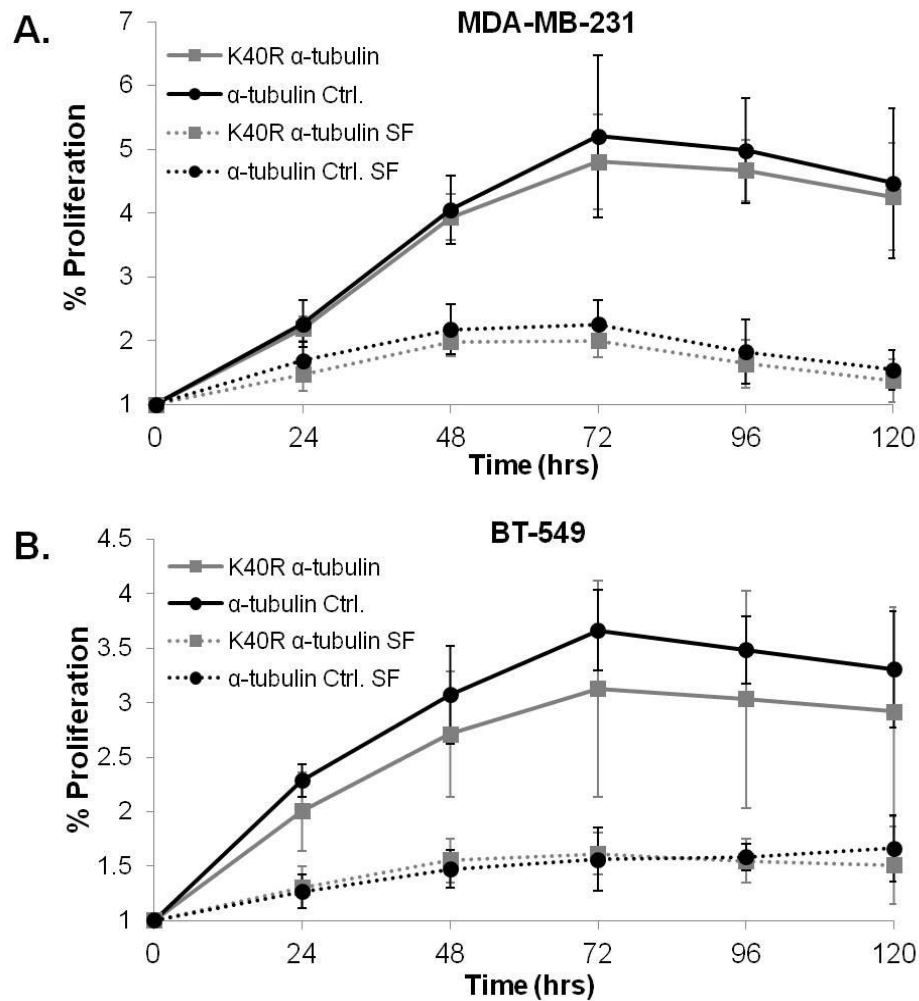 A.
MDA-MB-231
K40R α-tubulin
α-tubulin Ctrl.
K40R α-tubulin SF
α-tubulin Ctrl. SF
% Proliferation
7
6
5
4
3
2
1
0 24 48 72 96 120
Time (hrs)
B.
BT-549
K40R α-tubulin
α-tubulin Ctrl.
K40R α-tubulin SF
α-tubulin Ctrl. SF
% Proliferation
4.5
4
3.5
3
2.5
2
1.5
1
0 24 48 72 96 120
Time (hrs)